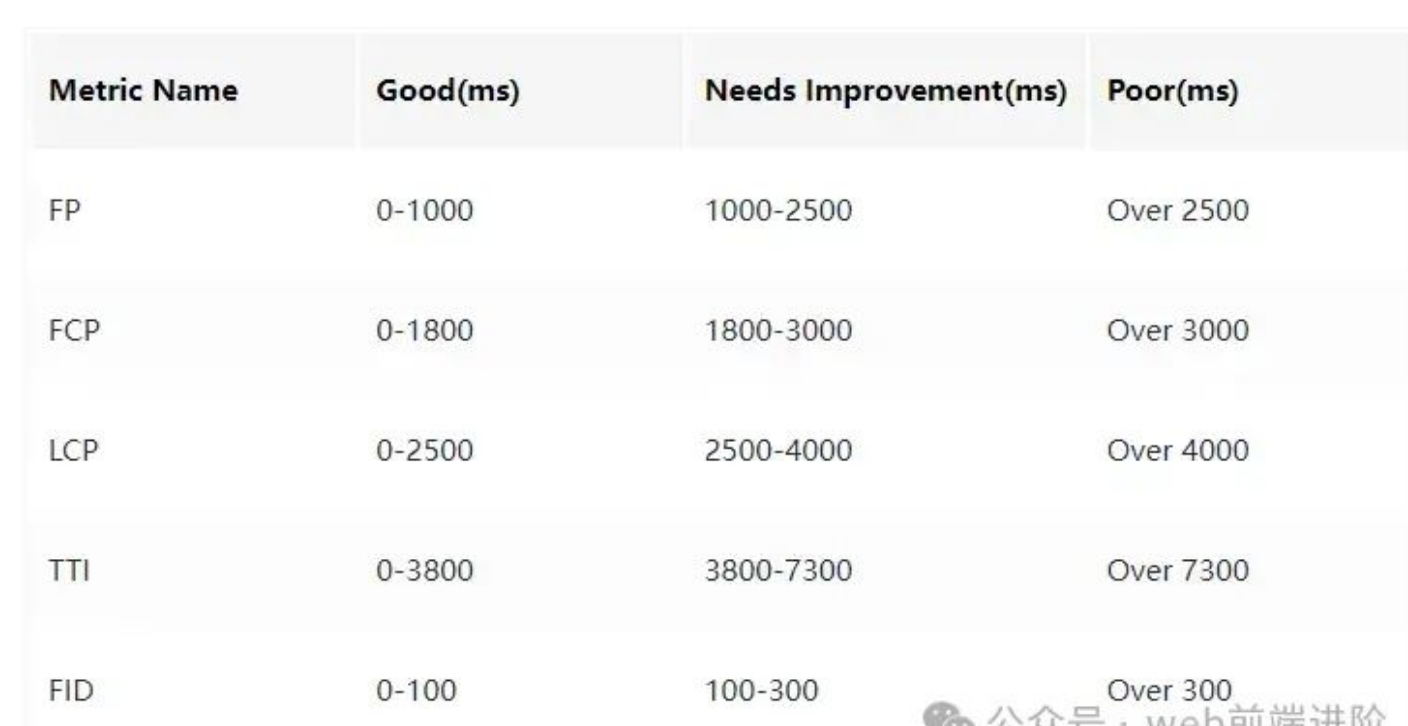 Metric Name Good(ms) Needs Improvement(ms) Poor(ms)
FP 0-1000 1000-2500 Over 2500
FCP 0-1800 1800-3000 Over 3000
LCP 0-2500 2500-4000 Over 4000
TTI 0-3800 3800-7300 Over 7300
FID 0-100 100-300 Over 300
公众号 · web前端进阶